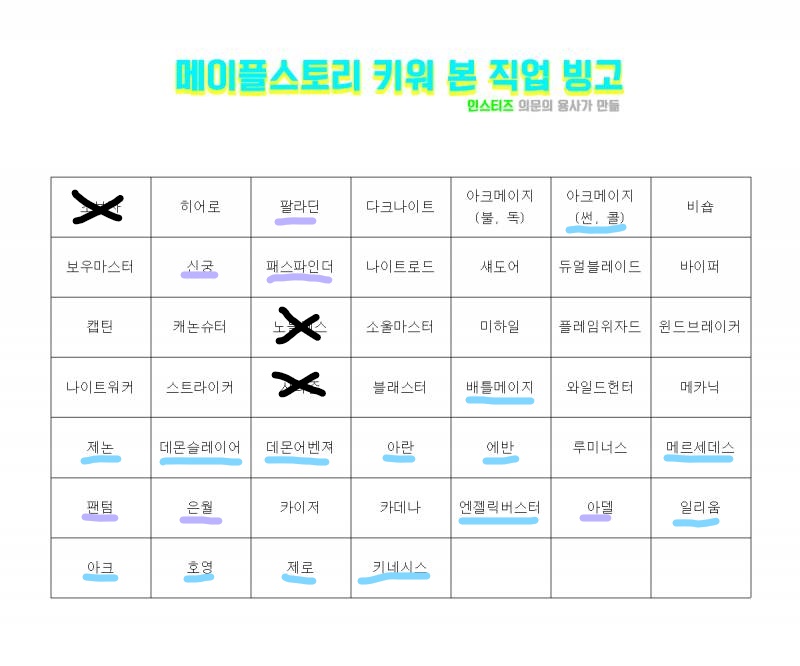 메이플스토리 키워 본 직업 빙고
인스티즈 의문의 용사가 만듦
히어로 팔라딘 다크나이트 아크메이지 (불, 독) 아크메이지 (썬, 콜) 비숍
보우마스터 신궁 패스파인더 나이트로드 섀도어 듀얼블레이드 바이퍼
캡틴 캐논슈터 소울마스터 미하일 플레임위자드 윈드브레이커
나이트워커 스트라이커 블래스터 배틀메이지 와일드헌터 메카닉
제논 데몬슬레이어 데몬어벤져 아란 에반 루미너스 메르세데스
팬텀 은월 카이저 카데나 엔젤릭버스터 아델 일리움
아크 호영 제로 키네시스